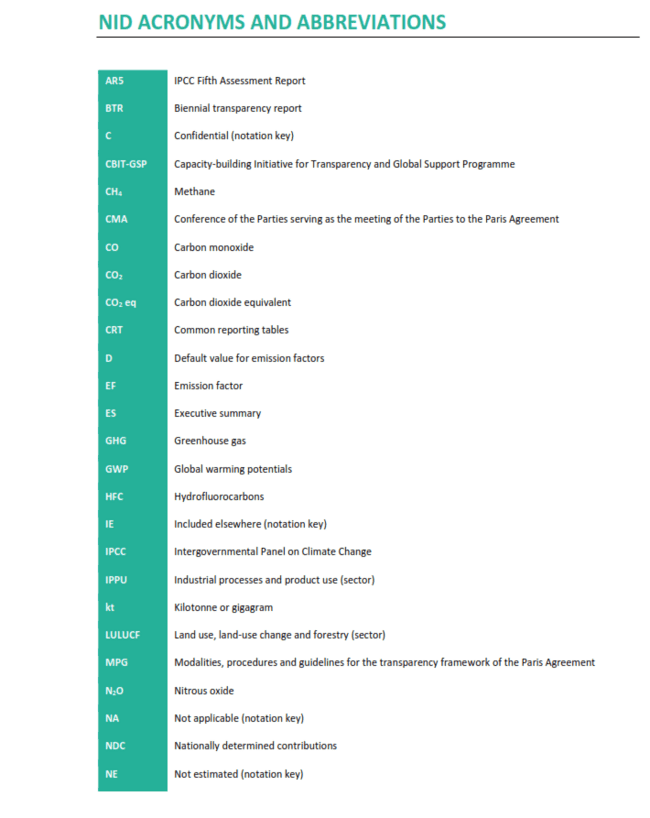 NID ACRONYMS AND ABBREVIATIONS
AR5 IPCC Fifth Assessment Report
BTR Biennial transparency report
C Confidential (notation key)
CBIT-GSP Capacity-building Initiative for Transparency and Global Support Programme
CH₄ Methane
CMA Conference of the Parties serving as the meeting of the Parties to the Paris Agreement
CO Carbon monoxide
CO₂ Carbon dioxide
CO₂ eq Carbon dioxide equivalent
CRT Common reporting tables
D Default value for emission factors
EF Emission factor
ES Executive summary
GHG Greenhouse gas
GWP Global warming potentials
HFC Hydrofluorocarbons
IE Included elsewhere (notation key)
IPCC Intergovernmental Panel on Climate Change
IPPU Industrial processes and product use (sector)
kt Kilotonne or gigagram
LULUCF Land use, land-use change and forestry (sector)
MPG Modalities, procedures and guidelines for the transparency framework of the Paris Agreement
N₂O Nitrous oxide
NA Not applicable (notation key)
NDC Nationally determined contributions
NE Not estimated (notation key)